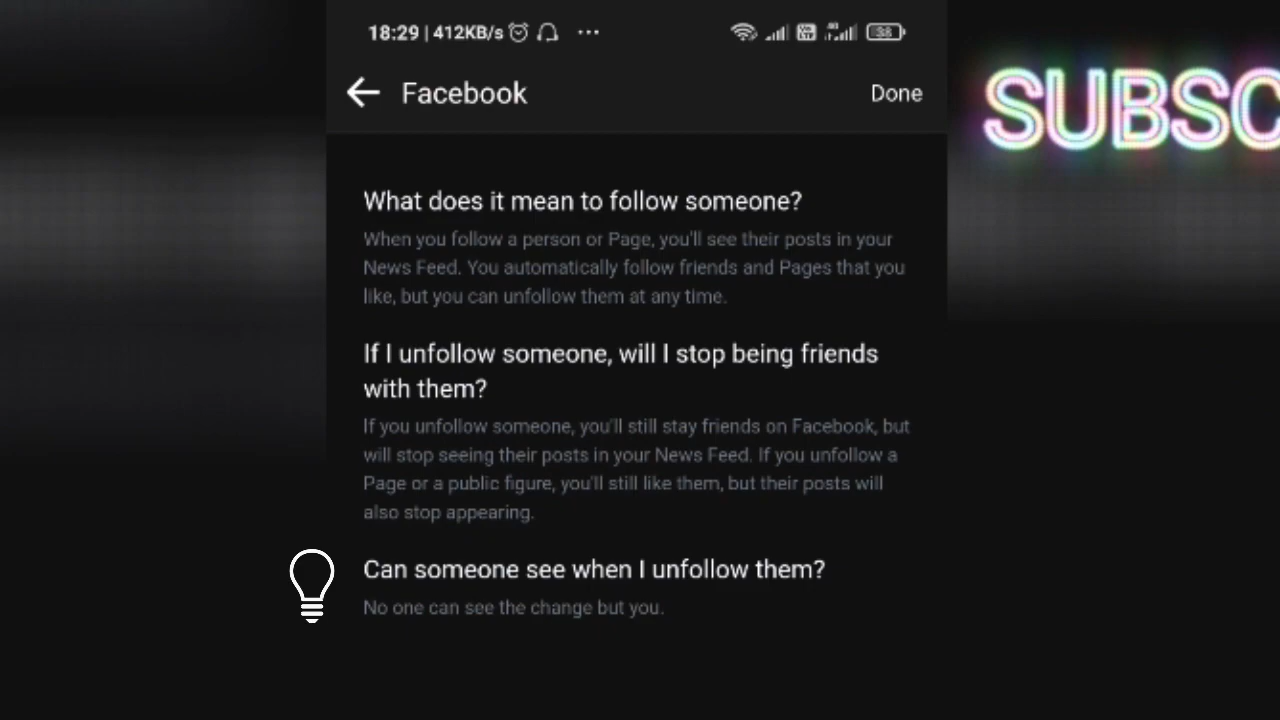 18:29 | 412KB/s
38
Facebook
Done
SUBSC
What does it mean to follow someone?
When you follow a person or Page, you'll see their posts in your
News Feed. You automatically follow friends and Pages that you
like, but you can unfollow them at any time.
If I unfollow someone, will I stop being friends
with them?
If you unfollow someone, you'll still stay friends on Facebook, but
will stop seeing their posts in your News Feed. If you unfollow a
Page or a public figure, you'll still like them, but their posts will
also stop appearing.
Can someone see when I unfollow them?
No one can see the change but you.